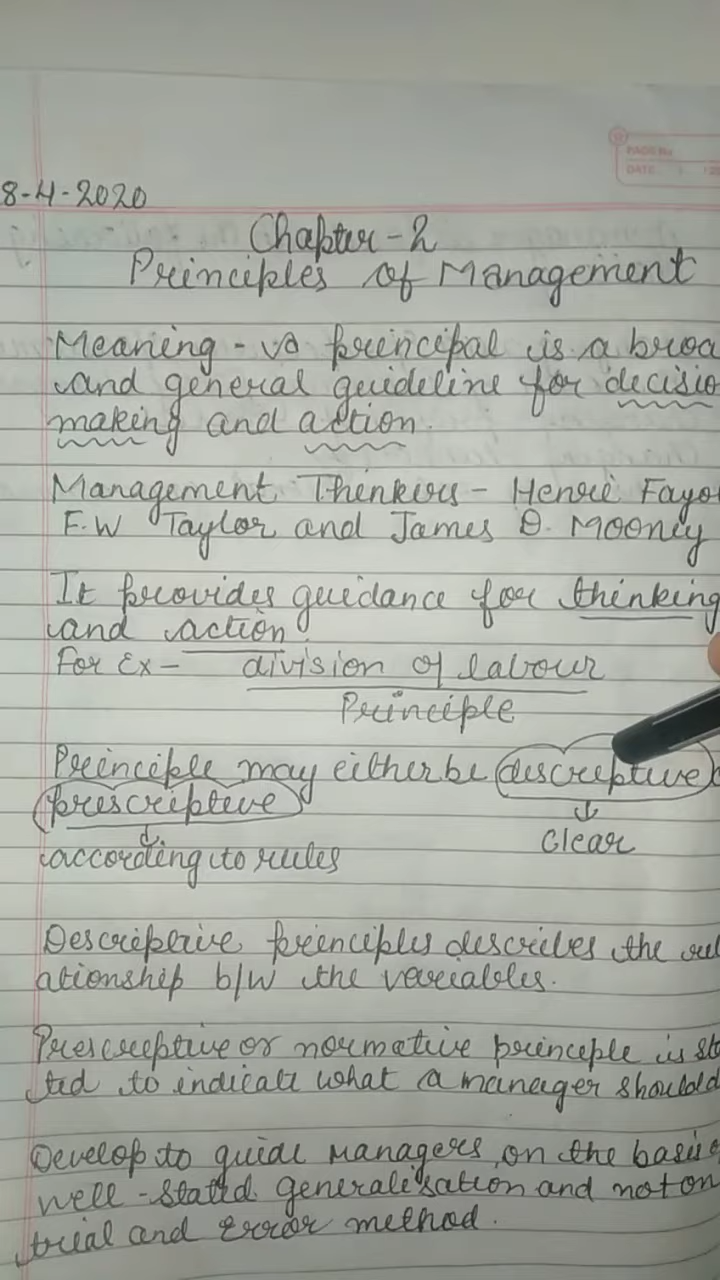 8-4-2020
PAGE No
DATE
Chapter-2
Principles of Management
Meaning - A principal is a broa
and general guideline for decisio
making and action.
Management Thinkers - Henrie Fayo
F.W Taylor and James D. Mooney
It provides guidance for thinking
and action.
For Ex- division of labour
Principle
Principle may either be descriptive
prescriptive
Clear
according to rules
Descriptive principles describes the rel
ationship b/w the variables.
Prescriptive or normative principle is sta
ted to indicate what a manager should d
Develop to guide managers on the basis o
well-stated generalisation and not on
trial and Error method.